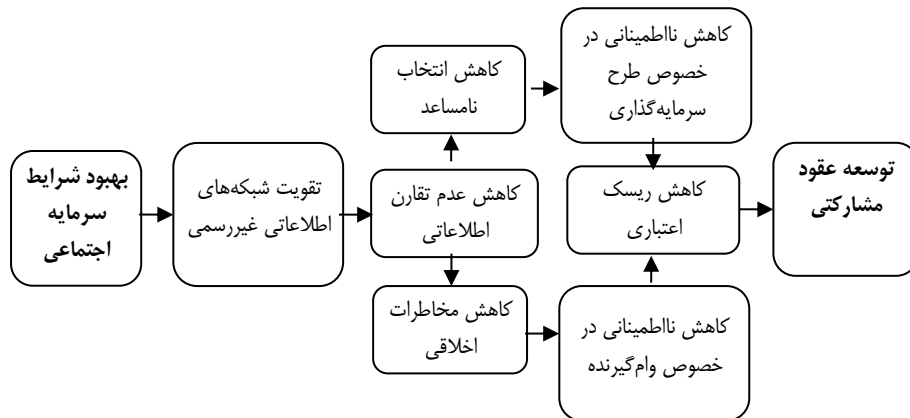 بهبود شرایط
سرمایه
اجتماعی
تقویت شبکه‌های
اطلاعاتی غیررسمی
کاهش انتخاب
نامساعد
کاهش عدم تقارن
اطلاعاتی
کاهش مخاطرات
اخلاقی
کاهش نااطمینانی در
خصوص طرح
سرمایه‌گذاری
کاهش ریسک
اعتباری
کاهش نااطمینانی در
خصوص وام‌گیرنده
توسعه عقود
مشارکتی